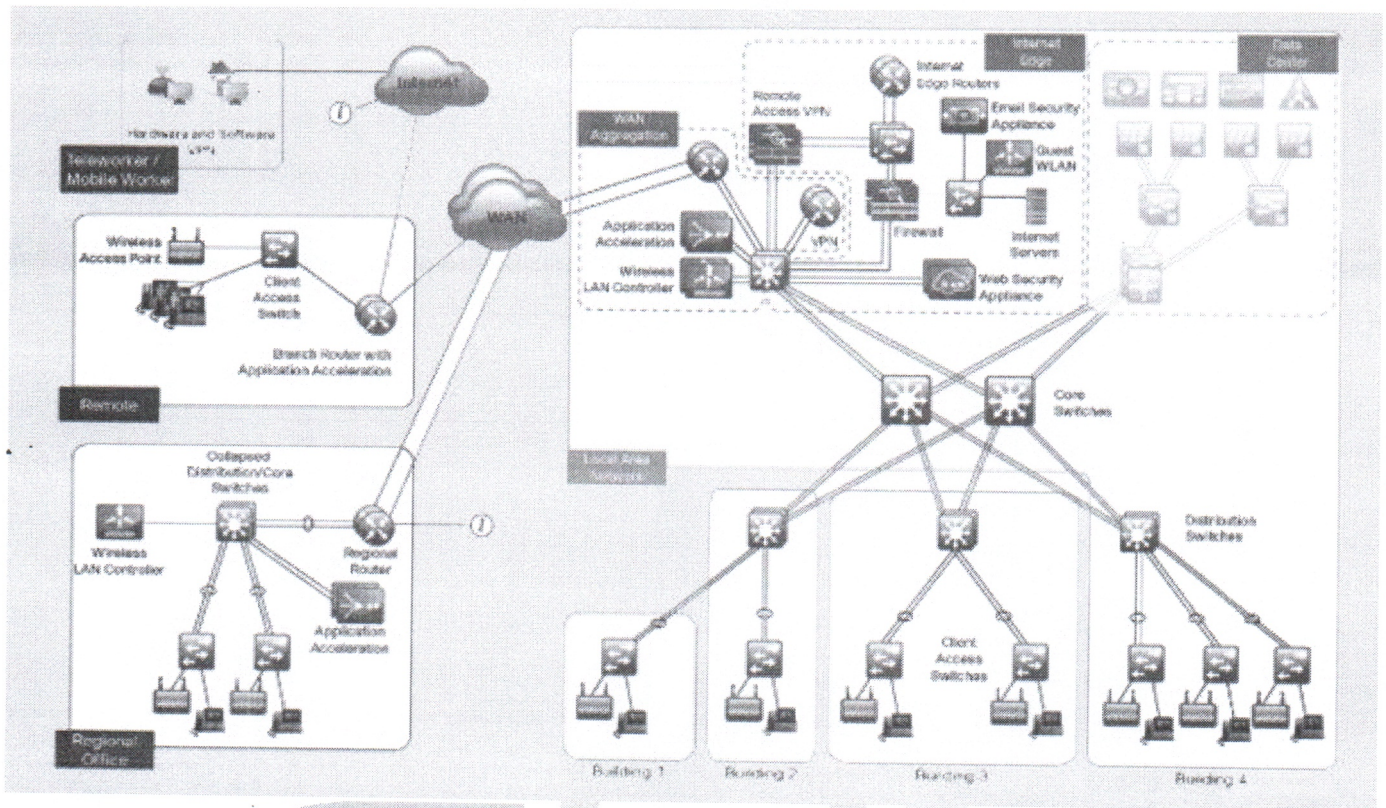 Internet
Hardware and Software
Teleworker /
Mobile Worker
WAN
Wireless
Access Point
Client
Access
Switch
Branch Router with
Application Acceleration
Remote
Collapsed
Distribution/Core
Switches
Wireless
LAN Controller
Regional
Router
Application
Acceleration
Regional
Office
WAN
Aggregation
Remote
Access VPN
Internet
Edge Routers
Internet
Edge
Email Security
Appliance
Guest
WLAN
Data
Center
Application
Acceleration
VPN
Firewall
Internet
Servers
Wireless
LAN Controller
Web Security
Appliance
Core
Switches
Local Area
Network
Distribution
Switches
Client
Access
Switches
Building 1
Building 2
Building 3
Building 4